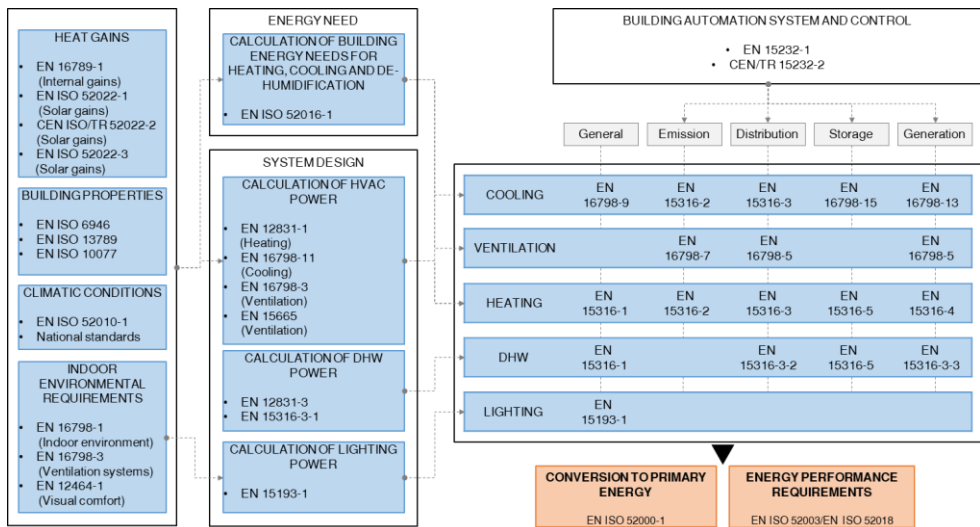 HEAT GAINS
• EN 16789-1
(Internal gains)
• EN ISO 52022-1
(Solar gains)
• CEN ISO/TR 52022-2
(Solar gains)
• EN ISO 52022-3
(Solar gains)
BUILDING PROPERTIES
• EN ISO 6946
• EN ISO 13789
• EN ISO 10077
CLIMATIC CONDITIONS
• EN ISO 52010-1
• National standards
INDOOR
ENVIRONMENTAL
REQUIREMENTS
• EN 16798-1
(Indoor environment)
• EN 16798-3
(Ventilation systems)
• EN 12464-1
(Visual comfort)
ENERGY NEED
CALCULATION OF BUILDING
ENERGY NEEDS FOR
HEATING, COOLING AND DE-
HUMIDIFICATION
• EN ISO 52016-1
SYSTEM DESIGN
CALCULATION OF HVAC
POWER
• EN 12831-1
(Heating)
• EN 16798-11
(Cooling)
• EN 16798-3
(Ventilation)
• EN 15665
(Ventilation)
CALCULATION OF DHW
POWER
• EN 12831-3
• EN 15316-3-1
CALCULATION OF LIGHTING
POWER
• EN 15193-1
BUILDING AUTOMATION SYSTEM AND CONTROL
• EN 15232-1
• CEN/TR 15232-2
General Emission Distribution Storage Generation
COOLING EN EN EN EN EN
16798-9 15316-2 15316-3 16798-15 16798-13
VENTILATION EN EN EN
16798-7 16798-5 16798-5
HEATING EN EN EN EN EN
15316-1 15316-2 15316-3 15316-5 15316-4
DHW EN EN EN EN
15316-1 15316-3-2 15316-5 15316-3-3
LIGHTING EN
15193-1
CONVERSION TO PRIMARY
ENERGY
EN ISO 52000-1
ENERGY PERFORMANCE
REQUIREMENTS
EN ISO 52003/EN ISO 52018